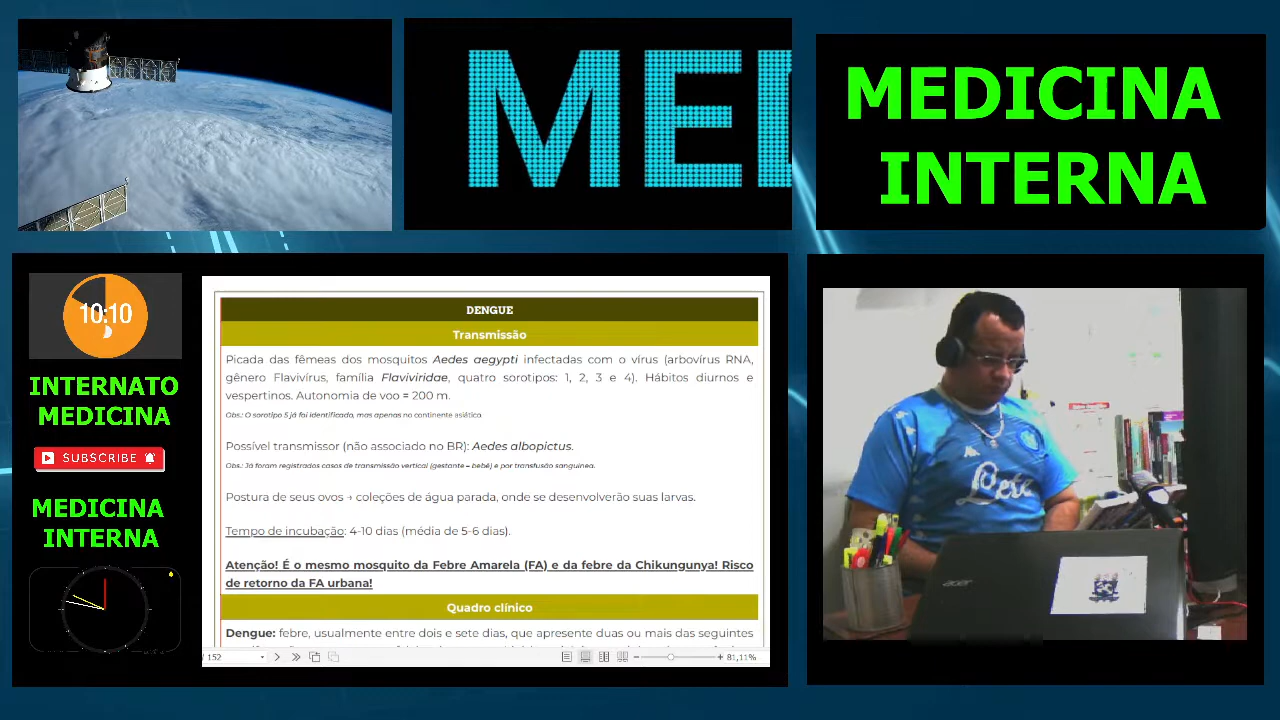 MED
MEDICINA
INTERNA
10:10
INTERNATO
MEDICINA
SUBSCRIBE
MEDICINA
INTERNA
DENGUE
Transmissão
Picada das fêmeas dos mosquitos Aedes aegypti infectadas com o vírus (arbovírus RNA,
gênero Flavivírus, família Flaviviridae, quatro sorotipos: 1, 2, 3 e 4). Hábitos diurnos e
vespertinos. Autonomia de voo = 200 m.
Obs.: O sorotipo 5 já foi identificado, mas apenas no continente asiático.
Possível transmissor (não associado no BR): Aedes albopictus.
Obs.: Já foram registrados casos de transmissão vertical (gestante – bebê) e por transfusão sanguínea.
Postura de seus ovos → coleções de água parada, onde se desenvolverão suas larvas.
Tempo de incubação: 4-10 dias (média de 5-6 dias).
Atenção! É o mesmo mosquito da Febre Amarela (FA) e da febre da Chikungunya! Risco
de retorno da FA urbana!
Quadro clínico
Dengue: febre, usualmente entre dois e sete dias, que apresente duas ou mais das seguintes
/ 152
81,11%
Lete
acer